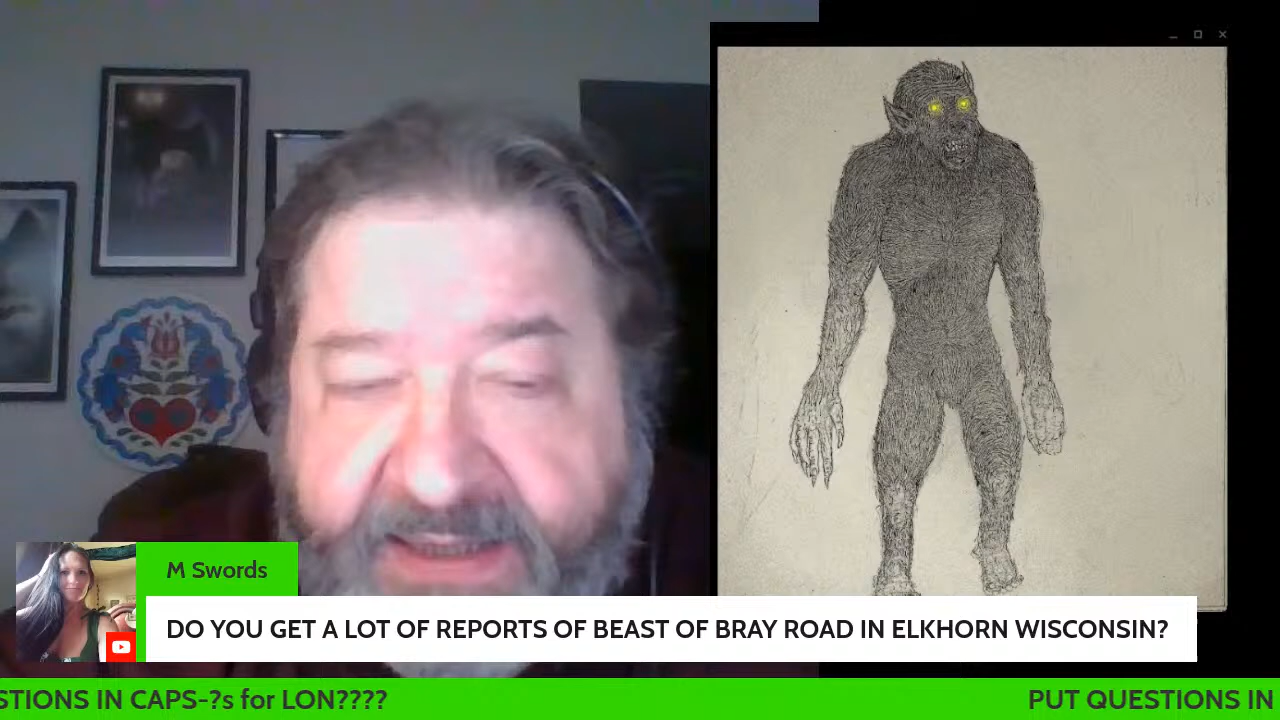 M Swords
DO YOU GET A LOT OF REPORTS OF BEAST OF BRAY ROAD IN ELKHORN WISCONSIN?
STIONS IN CAPS-?s for LON???? PUT QUESTIONS IN